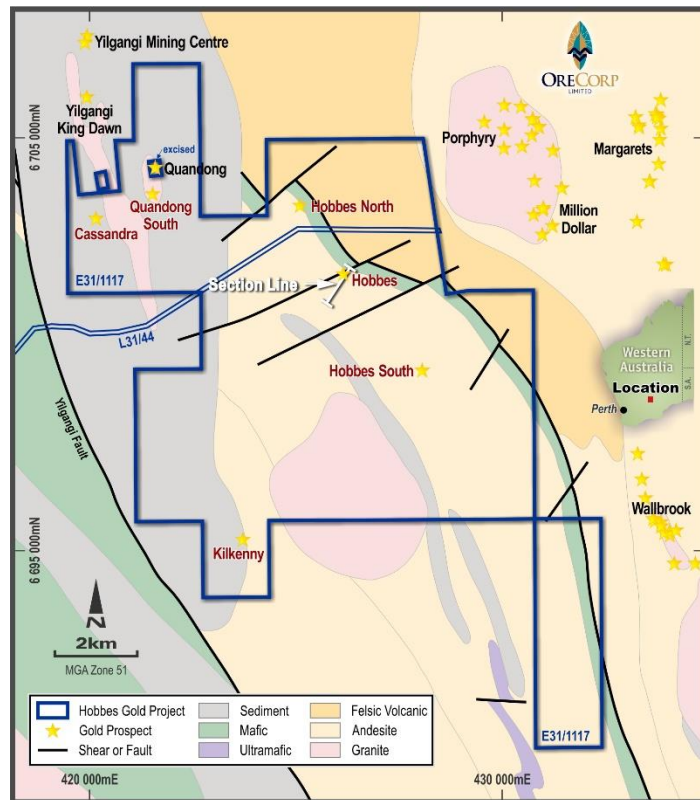 Yilgangi Mining Centre
ORECORP
LIMITED
Yilgangi
King Dawn
excised
Quandong
Porphyry
Margarets
6 705 000mN
Quandong
South
Hobbes North
Million
Dollar
Cassandra
E31/1117
Section Line
Hobbes
L31/44
Western
Australia
N.T.
S.A.
Location
Perth
Hobbes South
Yilgangi Fault
Wallbrook
Kilkenny
6 695 000mN
N
2km
MGA Zone 51
Hobbes Gold Project
Gold Prospect
Shear or Fault
Sediment
Mafic
Ultramafic
Felsic Volcanic
Andesite
Granite
E31/1117
420 000mE
430 000mE